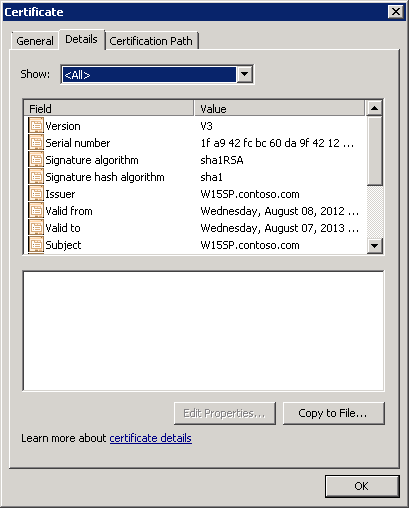 Certificate
General Details Certification Path
Show: <All>
Field Value
Version V3
Serial number 1f a9 42 fc bc 60 da 9f 42 12 ...
Signature algorithm sha1RSA
Signature hash algorithm sha1
Issuer W15SP.contoso.com
Valid from Wednesday, August 08, 2012 ...
Valid to Wednesday, August 07, 2013 ...
Subject W15SP.contoso.com
Edit Properties... Copy to File...
Learn more about certificate details
OK